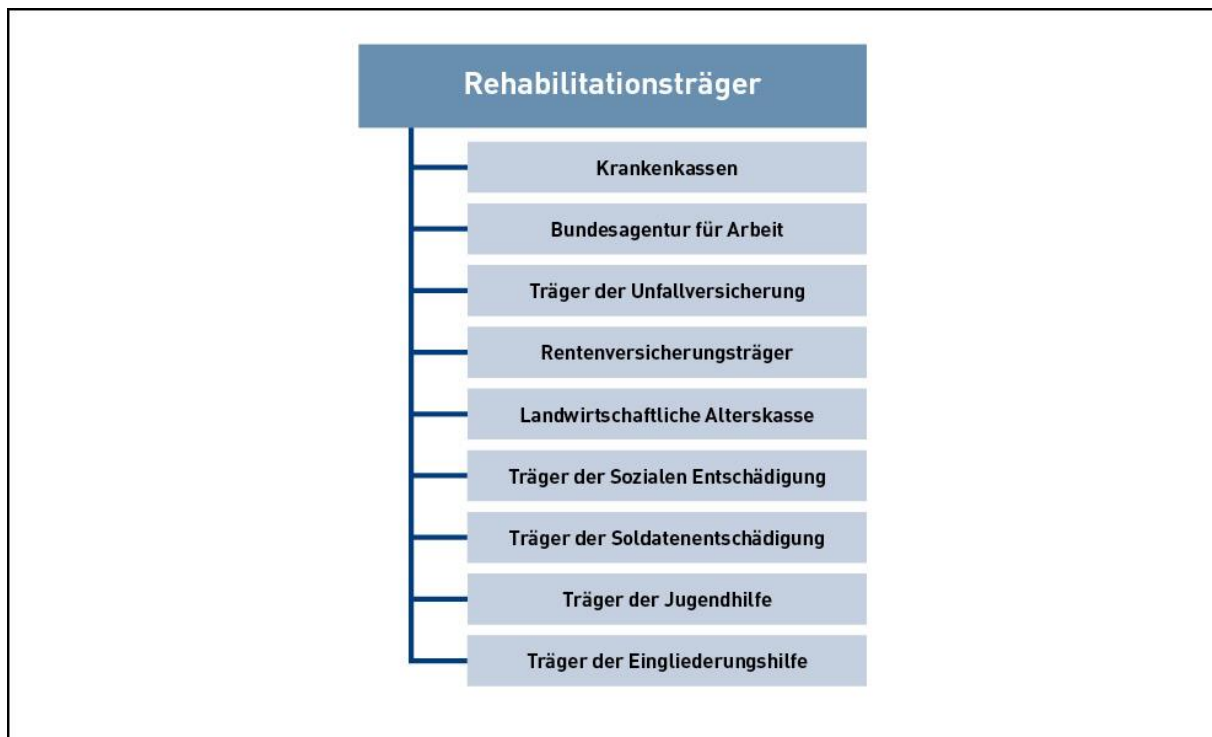 Rehabilitationsträger
Krankenkassen
Bundesagentur für Arbeit
Träger der Unfallversicherung
Rentenversicherungsträger
Landwirtschaftliche Alterskasse
Träger der Sozialen Entschädigung
Träger der Soldatenentschädigung
Träger der Jugendhilfe
Träger der Eingliederungshilfe